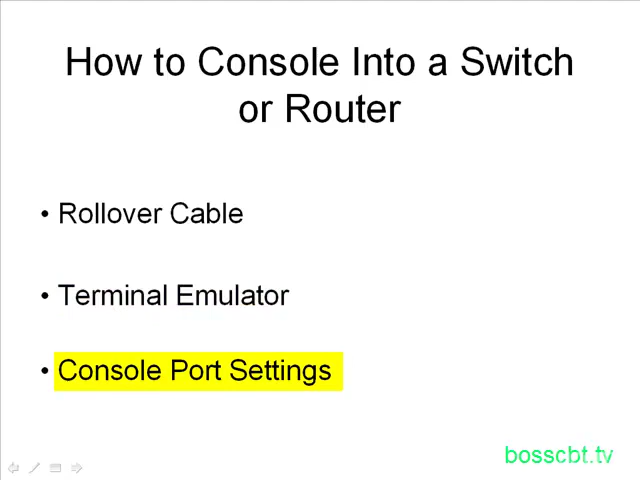 How to Console Into a Switch
or Router
• Rollover Cable
• Terminal Emulator
• Console Port Settings
bosscbt.tv